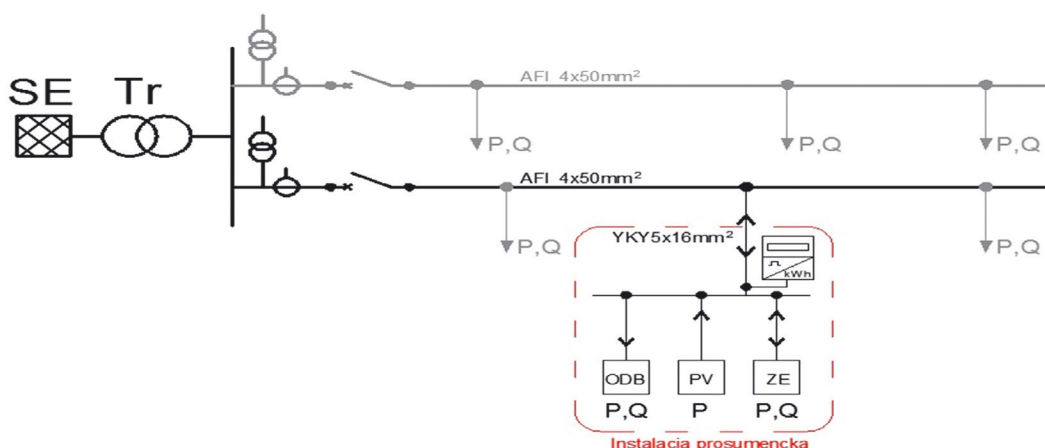 SE Tr
AFI 4x50mm²
P,Q P,Q P,Q
AFI 4x50mm²
P,Q P,Q
YKY5x16mm²
kWh
ODB PV ZE
P,Q P P,Q
Instalacja prosumencka